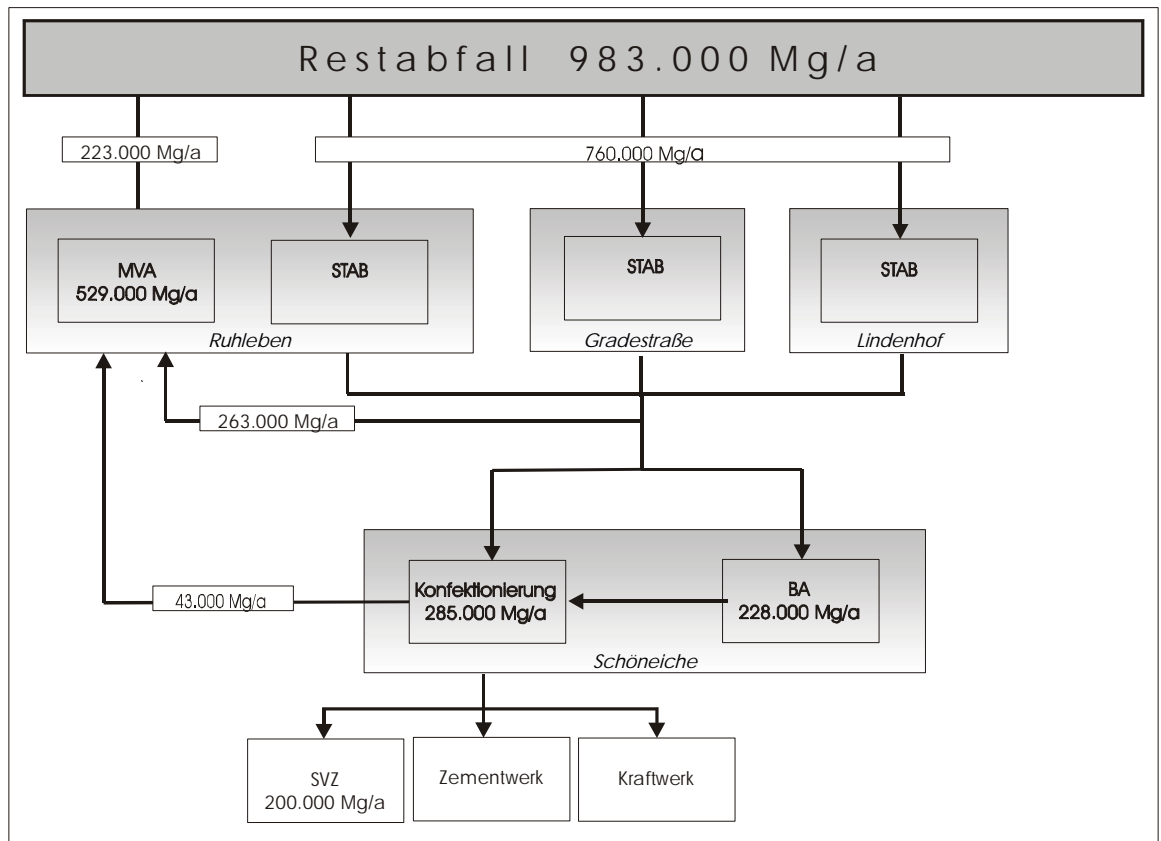 Restabfall 983.000 Mg/a
223.000 Mg/a
760.000 Mg/a
MVA
529.000 Mg/a
STAB
STAB
STAB
Ruhleben
Gradestraße
Lindenhof
263.000 Mg/a
43.000 Mg/a
Konfektionierung
285.000 Mg/a
BA
228.000 Mg/a
Schöneiche
SVZ
200.000 Mg/a
Zementwerk
Kraftwerk